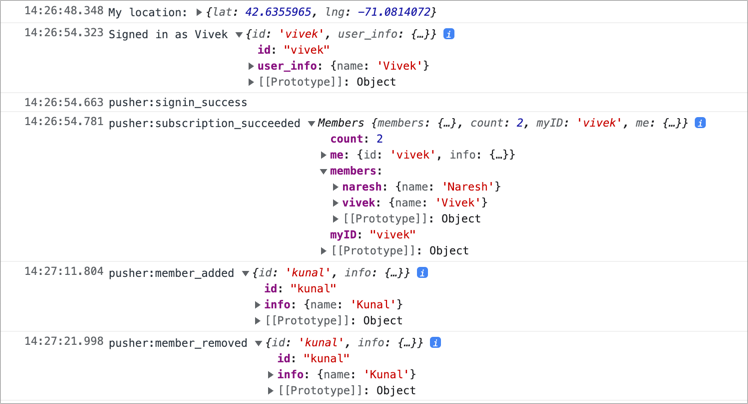 14:26:48.348 My location: ▶{lat: 42.6355965, lng: -71.0814072}
14:26:54.323 Signed in as Vivek ▼{id: 'vivek', user_info: {…}} i
id: "vivek"
▶user_info: {name: 'Vivek'}
▶[[Prototype]]: Object
14:26:54.663 pusher:signin_success
14:26:54.781 pusher:subscription_succeeded ▼Members {members: {…}, count: 2, myID: 'vivek', me: {…}} i
count: 2
▶me: {id: 'vivek', info: {…}}
▼members:
▶naresh: {name: 'Naresh'}
▶vivek: {name: 'Vivek'}
▶[[Prototype]]: Object
myID: "vivek"
▶[[Prototype]]: Object
14:27:11.804 pusher:member_added ▼{id: 'kunal', info: {…}} i
id: "kunal"
▶info: {name: 'Kunal'}
▶[[Prototype]]: Object
14:27:21.998 pusher:member_removed ▼{id: 'kunal', info: {…}} i
id: "kunal"
▶info: {name: 'Kunal'}
▶[[Prototype]]: Object